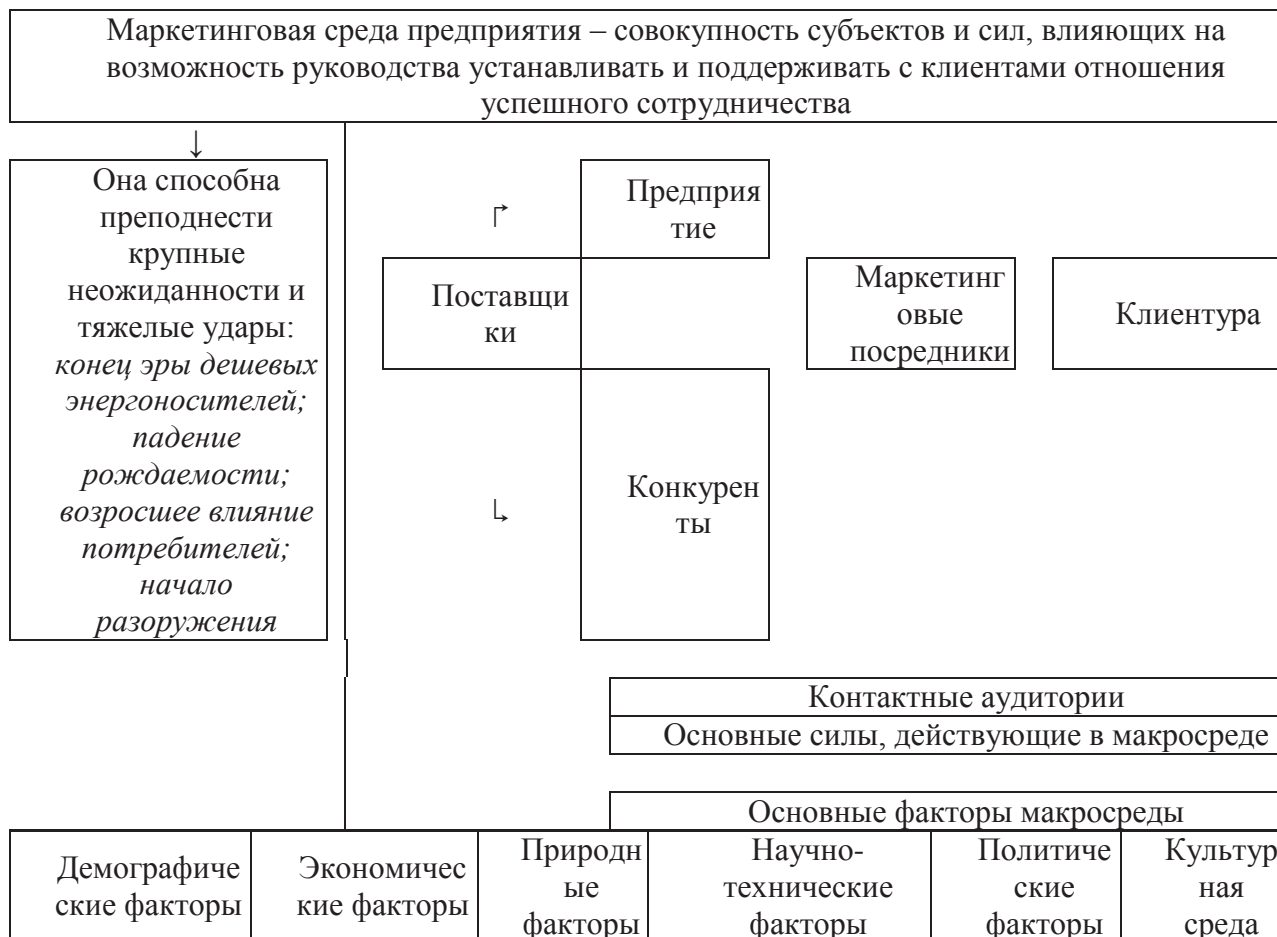 Маркетинговая среда предприятия – совокупность субъектов и сил, влияющих на
возможность руководства устанавливать и поддерживать с клиентами отношения
успешного сотрудничества
↓
Она способна
преподнести
крупные
неожиданности и
тяжелые удары:
конец эры дешевых
энергоносителей;
падение
рождаемости;
возросшее влияние
потребителей;
начало
разоружения
Поставщи
ки
Предприя
тие
Конкурен
ты
Маркетинг
овые
посредники
Клиентура
Контактные аудитории
Основные силы, действующие в макросреде
Основные факторы макросреды
Демографиче
ские факторы
Экономичес
кие факторы
Природн
ые
факторы
Научно-
технические
факторы
Политиче
ские
факторы
Культур
ная
среда